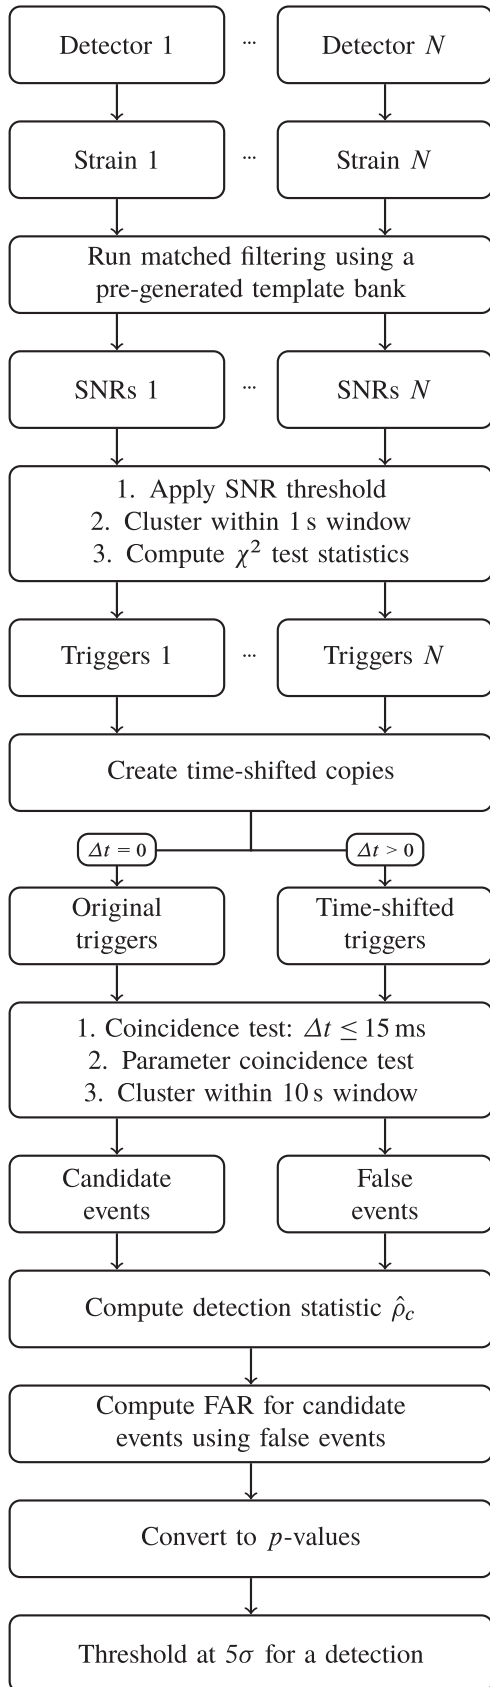 Detector 1 ... Detector N
Strain 1 ... Strain N
Run matched filtering using a
pre-generated template bank
SNRs 1 ... SNRs N
1. Apply SNR threshold
2. Cluster within 1 s window
3. Compute χ² test statistics
Triggers 1 ... Triggers N
Create time-shifted copies
Δt = 0
Δt > 0
Original
triggers
Time-shifted
triggers
1. Coincidence test: Δt ≤ 15 ms
2. Parameter coincidence test
3. Cluster within 10 s window
Candidate
events
False
events
Compute detection statistic ρ̂c
Compute FAR for candidate
events using false events
Convert to p-values
Threshold at 5σ for a detection